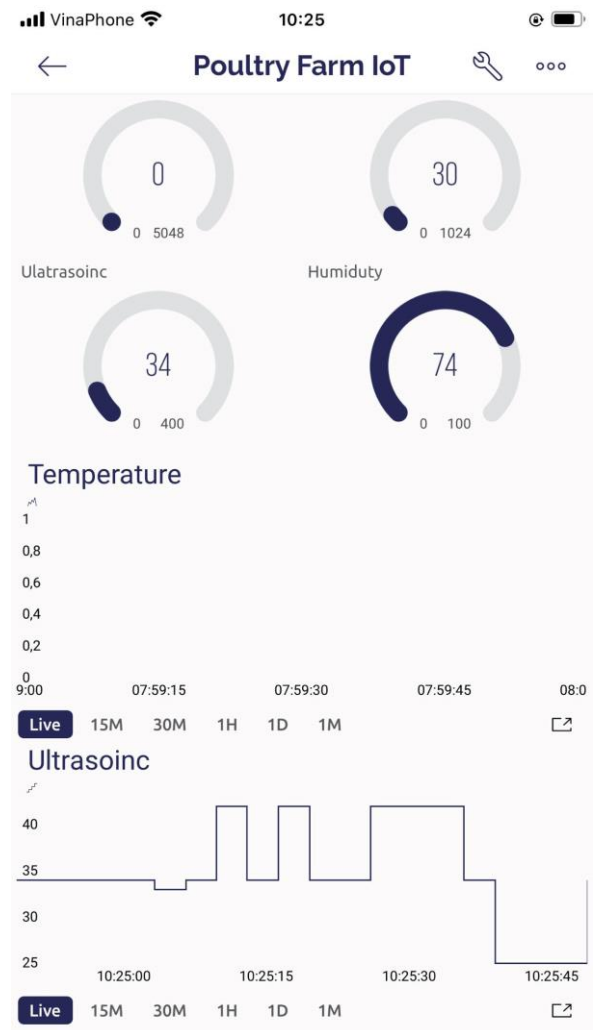 VinaPhone 10:25
Poultry Farm IoT
0 30
0 5048 0 1024
Ulatrasoinc Humiduty
34 74
0 400 0 100
Temperature
1
0,8
0,6
0,4
0,2
0
9:00 07:59:15 07:59:30 07:59:45 08:0
Live 15M 30M 1H 1D 1M
Ultrasoinc
40
35
30
25
10:25:00 10:25:15 10:25:30 10:25:45
Live 15M 30M 1H 1D 1M